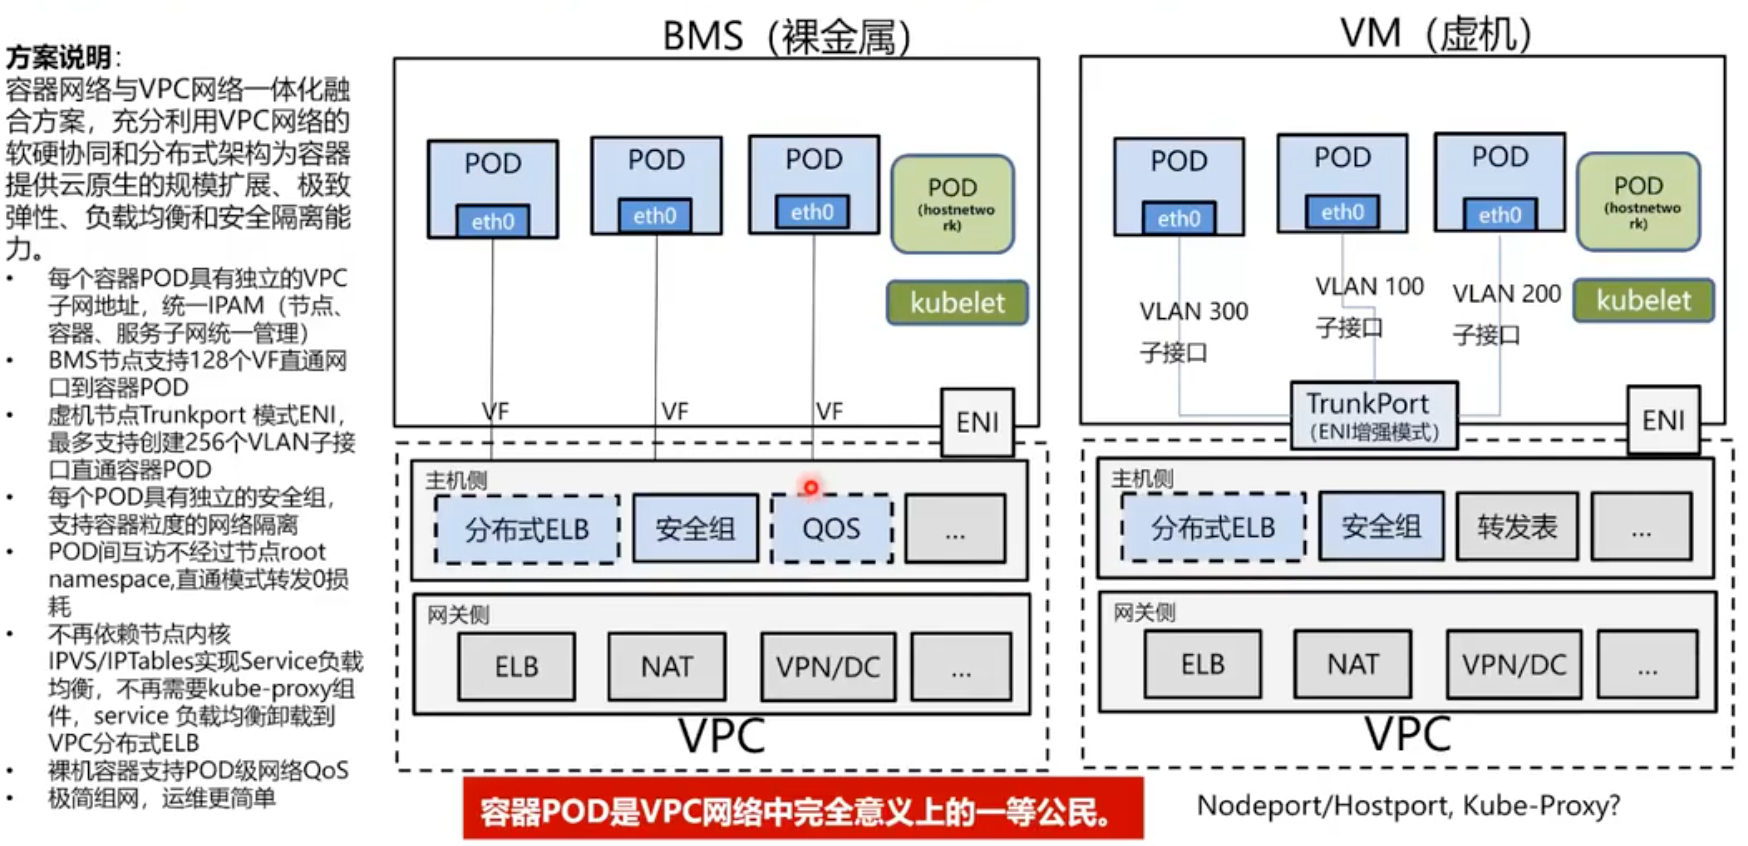 方案说明：
容器网络与VPC网络一体化融
合方案，充分利用VPC网络的
软硬协同和分布式架构为容器
提供云原生的规模扩展、极致
弹性、负载均衡和安全隔离能
力。
• 每个容器POD具有独立的VPC
子网地址，统一IPAM（节点、
容器、服务子网统一管理）
• BMS节点支持128个VF直通网
口到容器POD
• 虚机节点Trunkport 模式ENI，
最多支持创建256个VLAN子接
口直通容器POD
• 每个POD具有独立的安全组，
支持容器粒度的网络隔离
• POD间互访不经过节点root
namespace,直通模式转发0损
耗
• 不再依赖节点内核
IPVS/IPTables实现Service负载
均衡，不再需要kube-proxy组
件，service 负载均衡卸载到
VPC分布式ELB
• 裸机容器支持POD级网络QoS
• 极简组网，运维更简单
BMS（裸金属）
POD
eth0
POD
eth0
POD
eth0
POD
(hostnetwo
rk)
kubelet
VF
VF
VF
ENI
主机侧
分布式ELB
安全组
QOS
...
网关侧
ELB
NAT
VPN/DC
...
VPC
VM（虚机）
POD
eth0
POD
eth0
POD
eth0
POD
(hostnetwo
rk)
kubelet
VLAN 300
子接口
VLAN 100
子接口
VLAN 200
子接口
TrunkPort
（ENI增强模式）
ENI
主机侧
分布式ELB
安全组
转发表
...
网关侧
ELB
NAT
VPN/DC
...
VPC
容器POD是VPC网络中完全意义上的一等公民。
Nodeport/Hostport, Kube-Proxy?